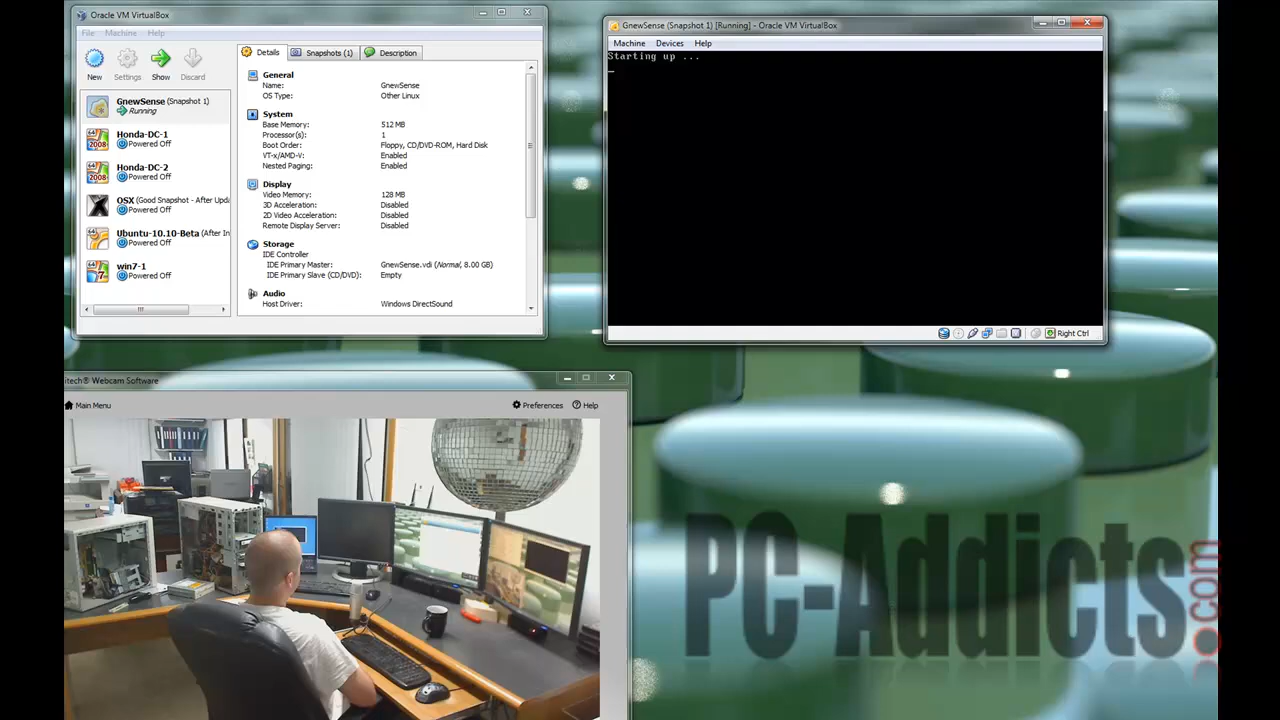 Oracle VM VirtualBox
File Machine Help
New Settings Show Discard
GnewSense (Snapshot 1)
Running
Honda-DC-1
Powered Off
Honda-DC-2
Powered Off
OSX (Good Snapshot - After Upda
Powered Off
Ubuntu-10.10-Beta (After In
Powered Off
win7-1
Powered Off
Details Snapshots (1) Description
General
Name: GnewSense
OS Type: Other Linux
System
Base Memory: 512 MB
Processor(s): 1
Boot Order: Floppy, CD/DVD-ROM, Hard Disk
VT-x/AMD-V: Enabled
Nested Paging: Enabled
Display
Video Memory: 128 MB
3D Acceleration: Disabled
2D Video Acceleration: Disabled
Remote Display Server: Disabled
Storage
IDE Controller
IDE Primary Master: GnewSense.vdi (Normal, 8.00 GB)
IDE Primary Slave (CD/DVD): Empty
Audio
Host Driver: Windows DirectSound
GnewSense (Snapshot 1) [Running] - Oracle VM VirtualBox
Machine Devices Help
Starting up ...
Right Ctrl
itech® Webcam Software
Main Menu Preferences Help
PC-Addicts.com